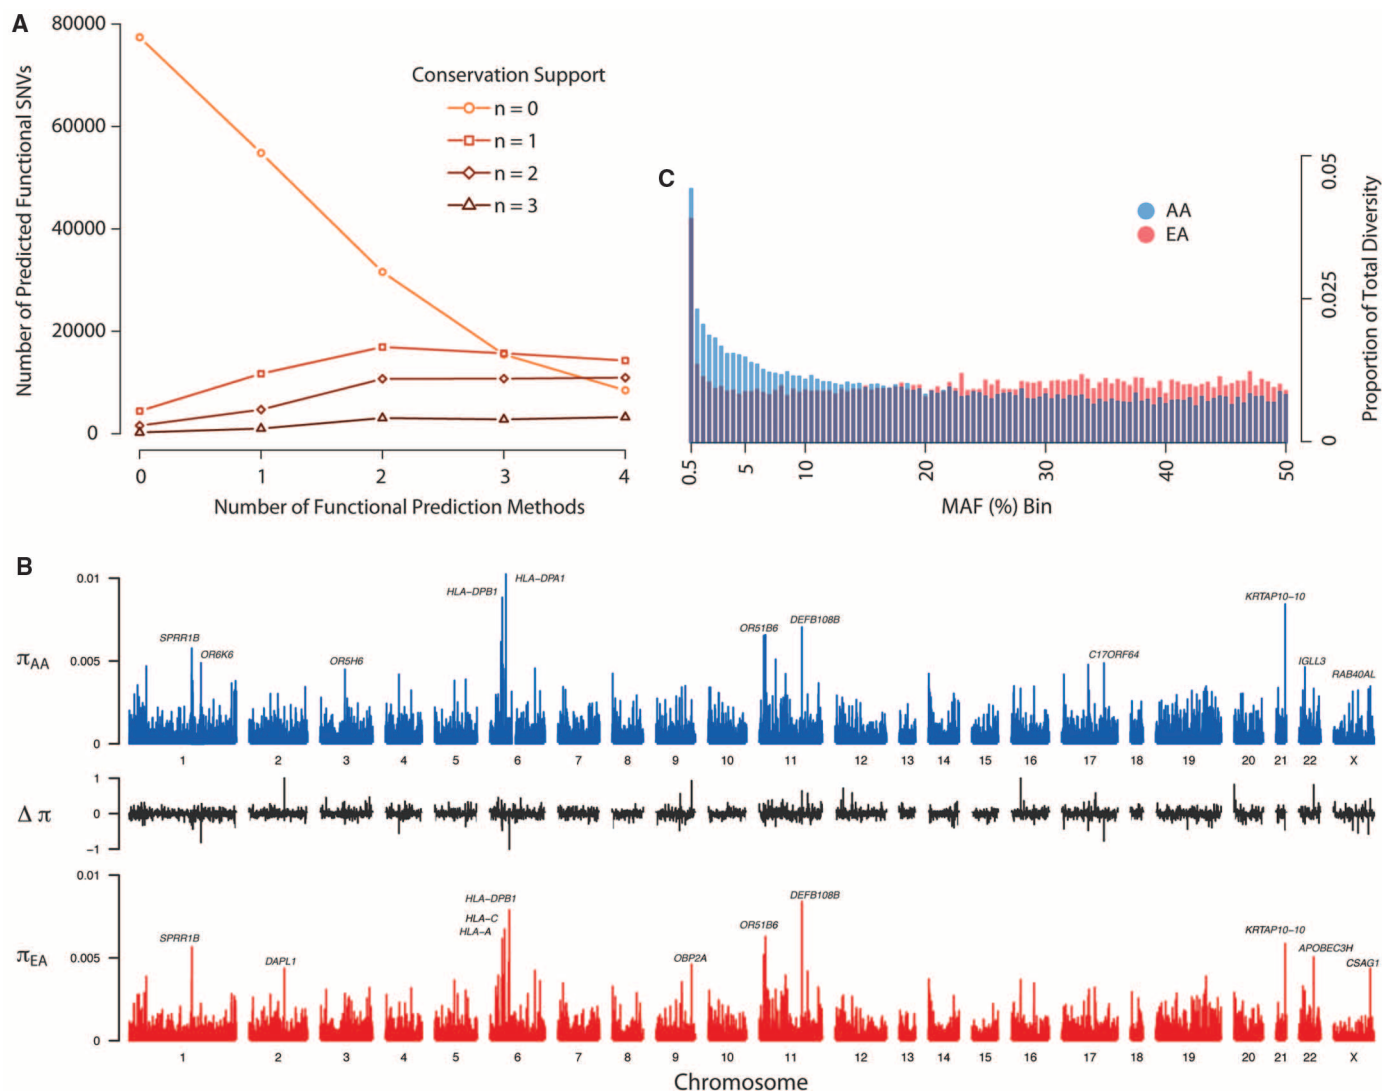 A
80000
60000
40000
20000
0
Number of Predicted Functional SNVs
Conservation Support
n = 0
n = 1
n = 2
n = 3
0 1 2 3 4
Number of Functional Prediction Methods
C
AA
EA
0.05
0.025
0
Proportion of Total Diversity
0.5 5 10 20 30 40 50
MAF (%) Bin
B
πAA
0.01
0.005
0
SPRR1B
OR6K6
OR5H6
HLA−DPB1
HLA−DPA1
OR51B6
DEFB108B
C17ORF64
KRTAP10−10
IGLL3
RAB40AL
1 2 3 4 5 6 7 8 9 10 11 12 13 14 15 16 17 18 19 20 21 22 X
Δ π
1
0
−1
πEA
0.01
0.005
0
SPRR1B
DAPL1
HLA−DPB1
HLA−C
HLA−A
OBP2A
OR51B6
DEFB108B
KRTAP10−10
APOBEC3H
CSAG1
1 2 3 4 5 6 7 8 9 10 11 12 13 14 15 16 17 18 19 20 21 22 X
Chromosome